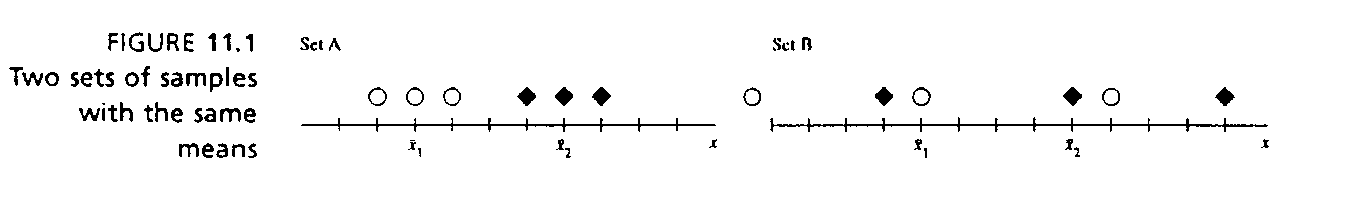 FIGURE 11.1
Two sets of samples
with the same
means
Set A
x̄₁ x̄₂ x
Set B
x̄₁ x̄₂ x